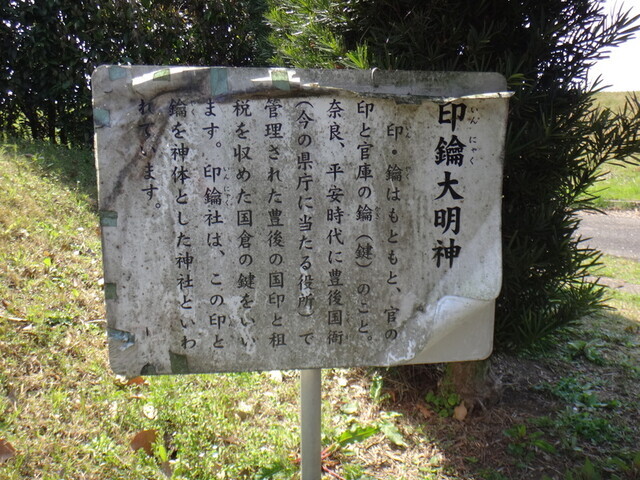 印鑰大明神
印・鑰はもともと、官の
印と官庫の鑰（鍵）のこと。
奈良、平安時代に豊後国衙
（今の県庁に当たる役所）で
管理された豊後の国印と租
税を収めた国倉の鍵をいい
ます。印鑰社は、この印と
鑰を神体とした神社といわ
れています。